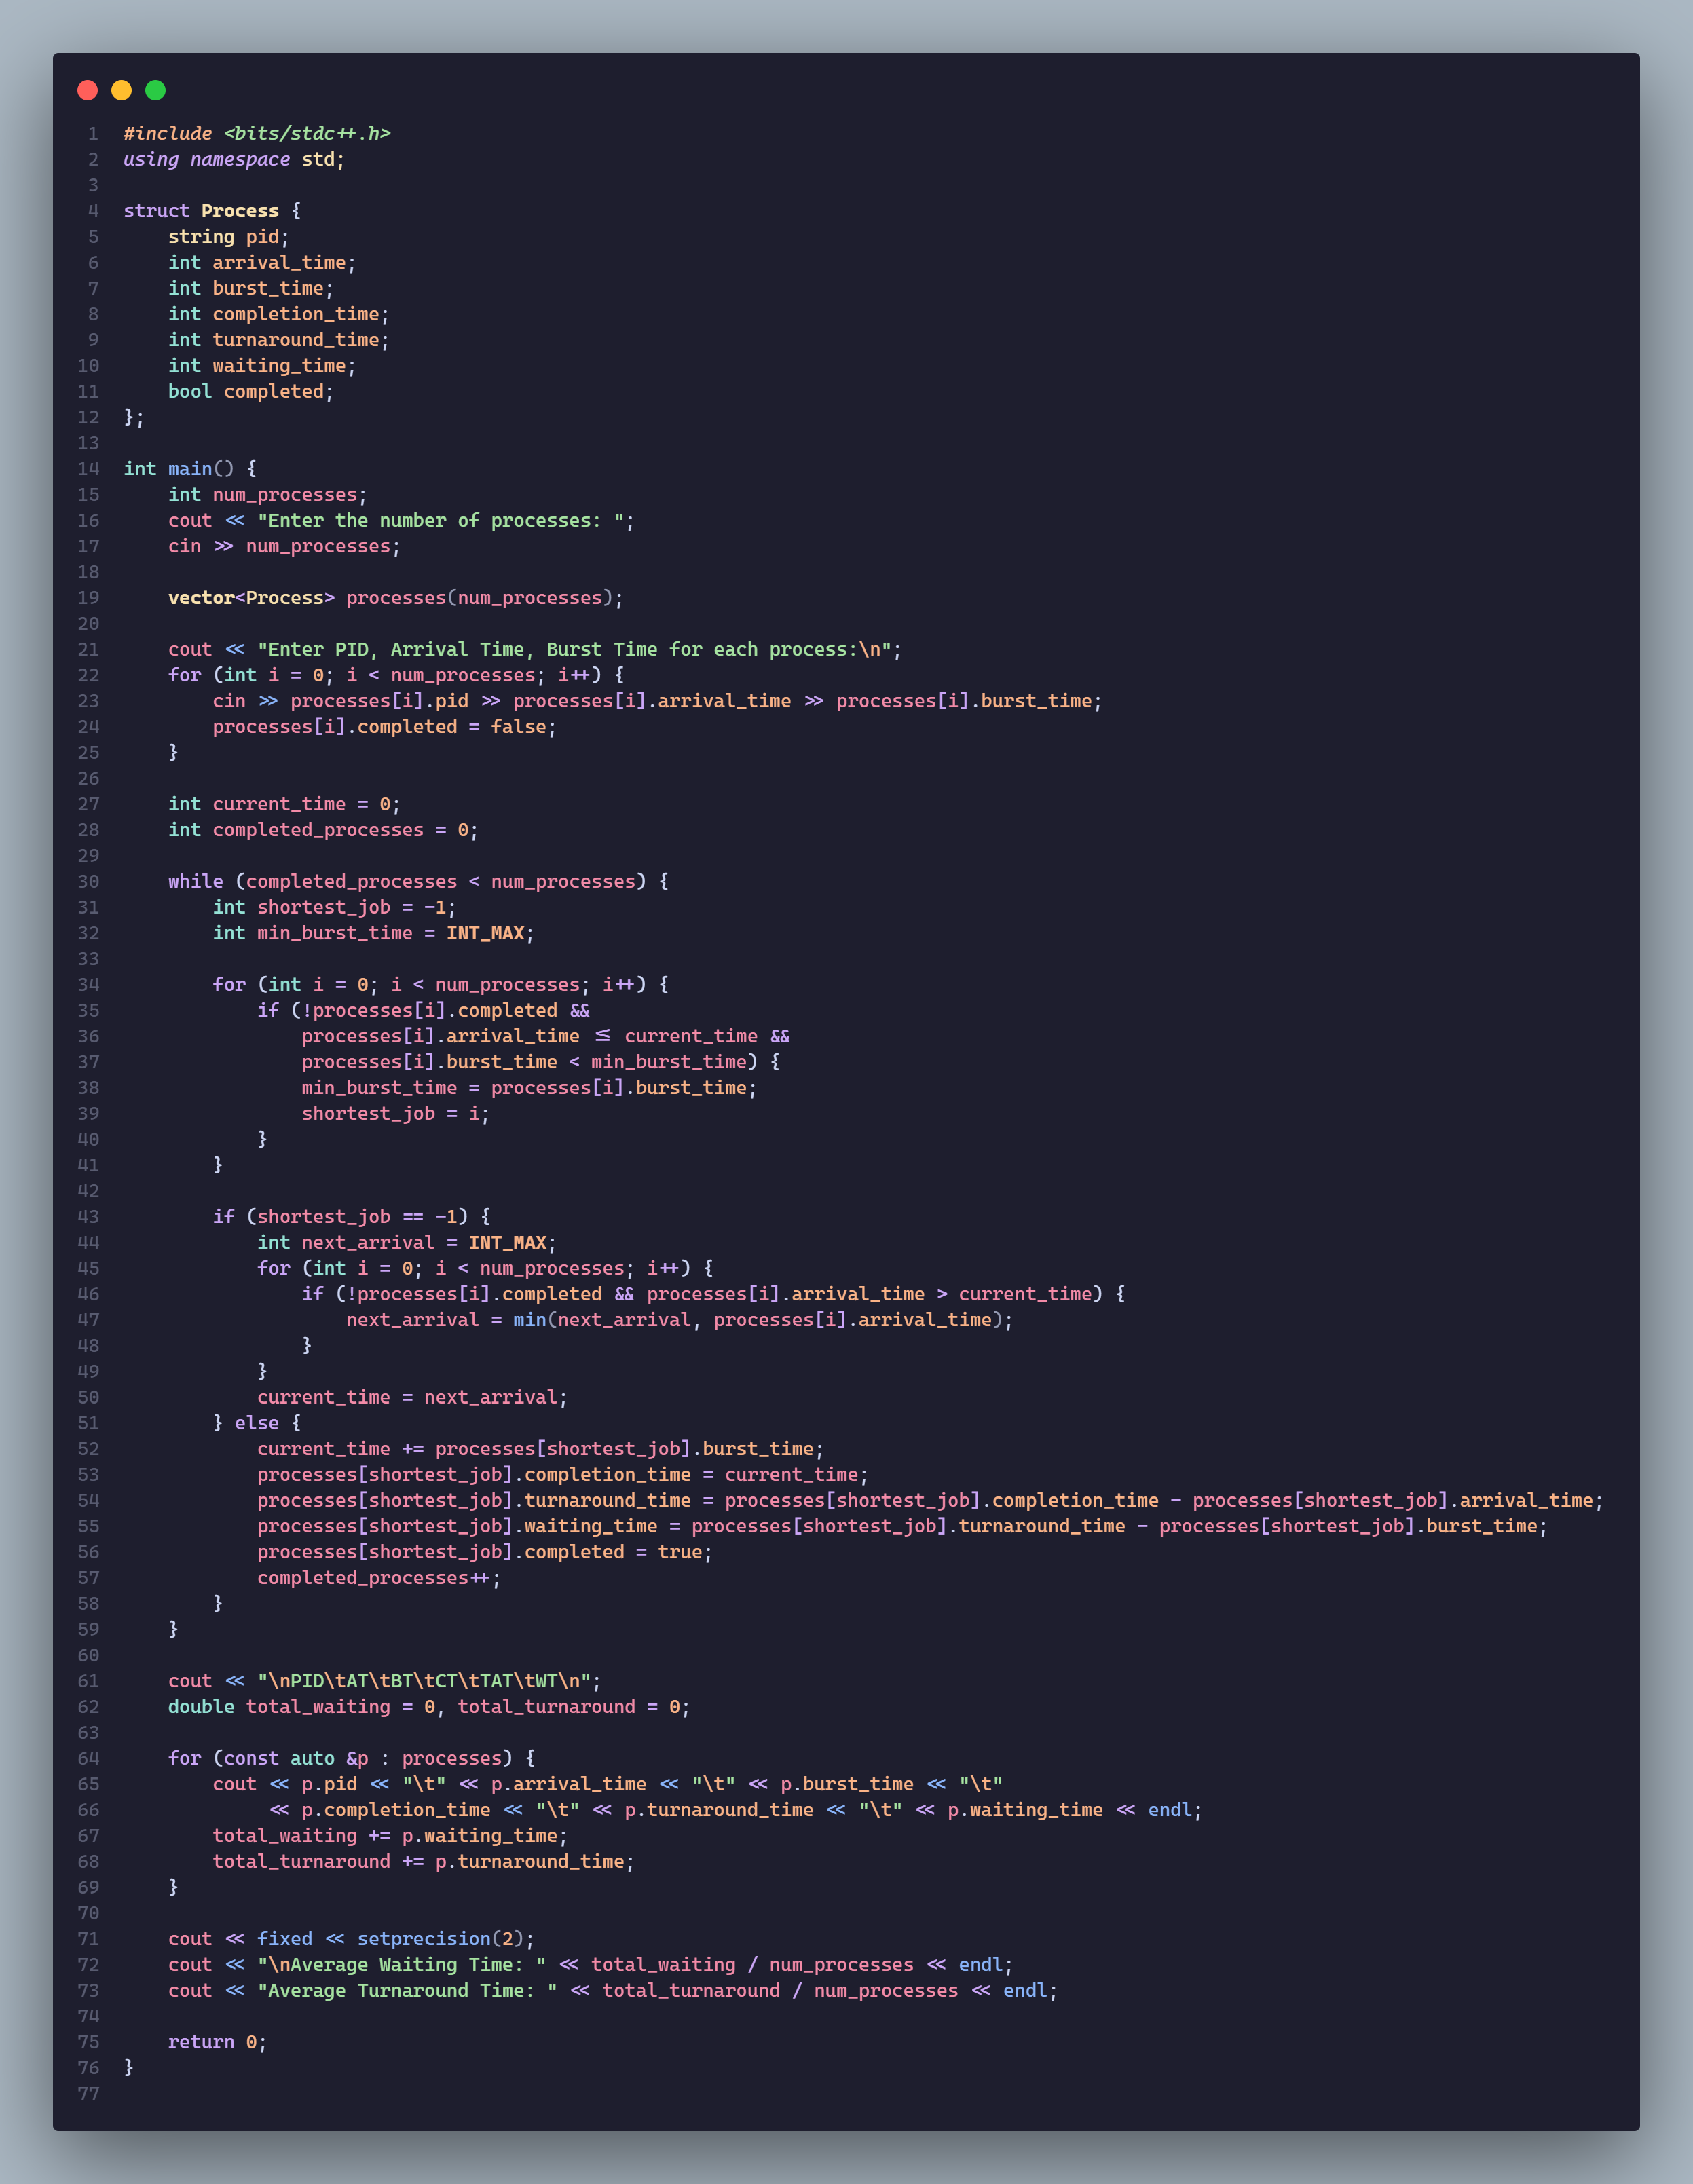 1 #include <bits/stdc++.h>
2 using namespace std;
3
4 struct Process {
5     string pid;
6     int arrival_time;
7     int burst_time;
8     int completion_time;
9     int turnaround_time;
10     int waiting_time;
11     bool completed;
12 };
13
14 int main() {
15     int num_processes;
16     cout << "Enter the number of processes: ";
17     cin >> num_processes;
18
19     vector<Process> processes(num_processes);
20
21     cout << "Enter PID, Arrival Time, Burst Time for each process:\n";
22     for (int i = 0; i < num_processes; i++) {
23         cin >> processes[i].pid >> processes[i].arrival_time >> processes[i].burst_time;
24         processes[i].completed = false;
25     }
26
27     int current_time = 0;
28     int completed_processes = 0;
29
30     while (completed_processes < num_processes) {
31         int shortest_job = -1;
32         int min_burst_time = INT_MAX;
33
34         for (int i = 0; i < num_processes; i++) {
35             if (!processes[i].completed &&
36                 processes[i].arrival_time <= current_time &&
37                 processes[i].burst_time < min_burst_time) {
38                 min_burst_time = processes[i].burst_time;
39                 shortest_job = i;
40             }
41         }
42
43         if (shortest_job == -1) {
44             int next_arrival = INT_MAX;
45             for (int i = 0; i < num_processes; i++) {
46                 if (!processes[i].completed && processes[i].arrival_time > current_time) {
47                     next_arrival = min(next_arrival, processes[i].arrival_time);
48                 }
49             }
50             current_time = next_arrival;
51         } else {
52             current_time += processes[shortest_job].burst_time;
53             processes[shortest_job].completion_time = current_time;
54             processes[shortest_job].turnaround_time = processes[shortest_job].completion_time - processes[shortest_job].arrival_time;
55             processes[shortest_job].waiting_time = processes[shortest_job].turnaround_time - processes[shortest_job].burst_time;
56             processes[shortest_job].completed = true;
57             completed_processes++;
58         }
59     }
60
61     cout << "\nPID\tAT\tBT\tCT\tTAT\tWT\n";
62     double total_waiting = 0, total_turnaround = 0;
63
64     for (const auto &p : processes) {
65         cout << p.pid << "\t" << p.arrival_time << "\t" << p.burst_time << "\t"
66              << p.completion_time << "\t" << p.turnaround_time << "\t" << p.waiting_time << endl;
67         total_waiting += p.waiting_time;
68         total_turnaround += p.turnaround_time;
69     }
70
71     cout << fixed << setprecision(2);
72     cout << "\nAverage Waiting Time: " << total_waiting / num_processes << endl;
73     cout << "Average Turnaround Time: " << total_turnaround / num_processes << endl;
74
75     return 0;
76 }
77